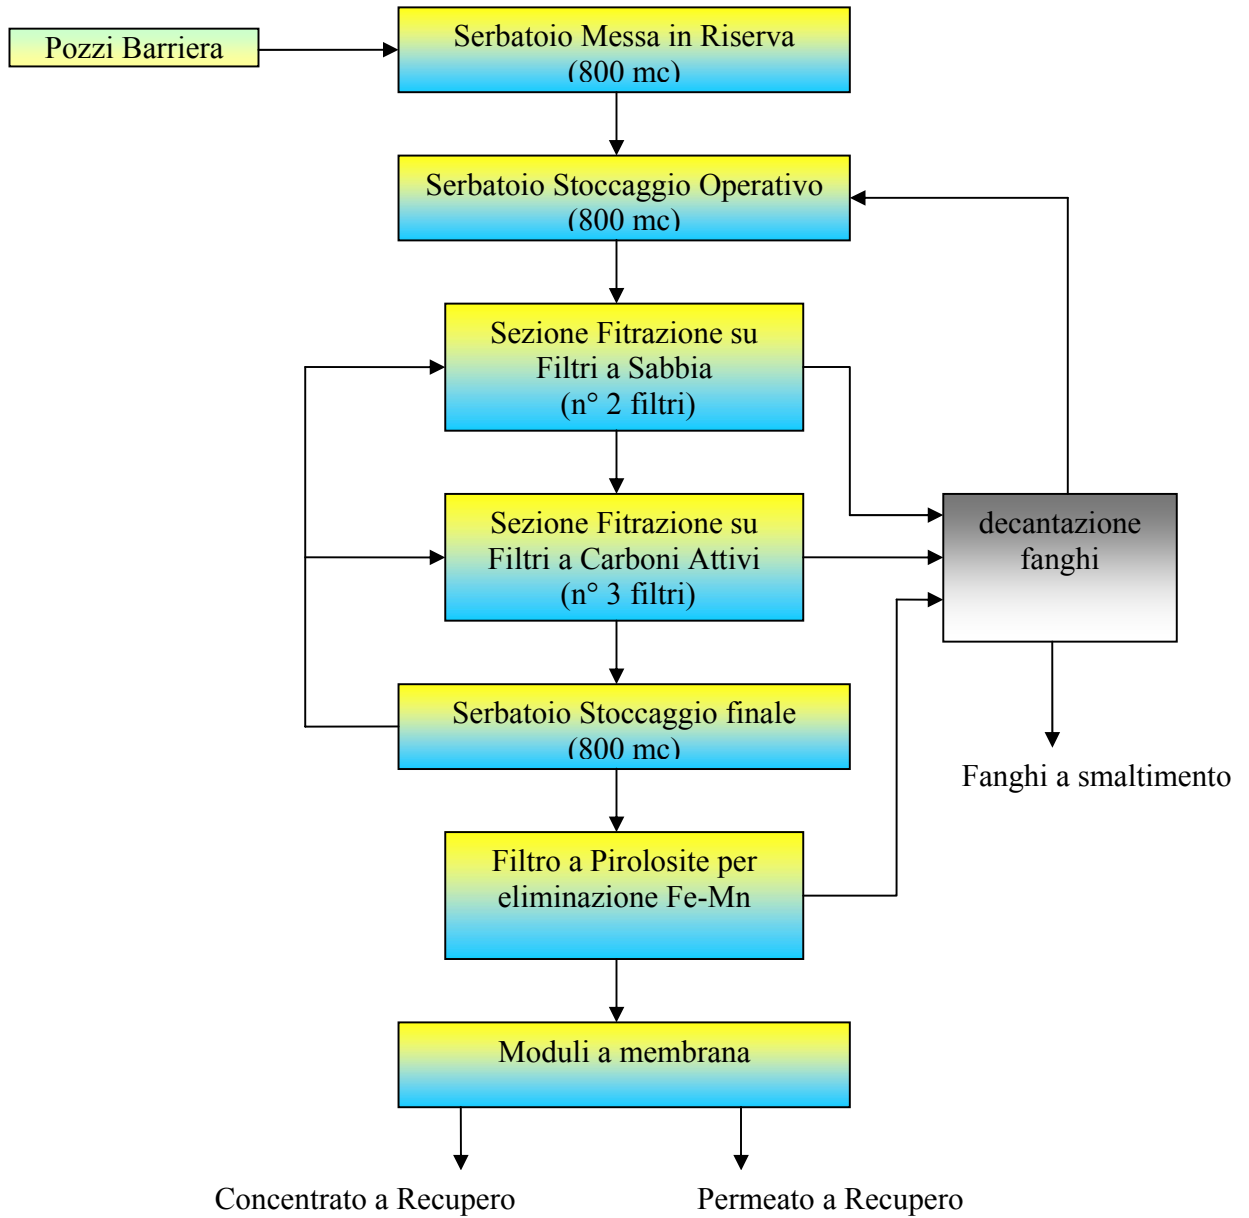 Pozzi Barriera
Serbatoio Messa in Riserva
(800 mc)
Serbatoio Stoccaggio Operativo
(800 mc)
Sezione Fitrazione su
Filtri a Sabbia
(n° 2 filtri)
Sezione Fitrazione su
Filtri a Carboni Attivi
(n° 3 filtri)
decantazione
fanghi
Serbatoio Stoccaggio finale
(800 mc)
Fanghi a smaltimento
Filtro a Pirolosite per
eliminazione Fe-Mn
Moduli a membrana
Concentrato a Recupero
Permeato a Recupero